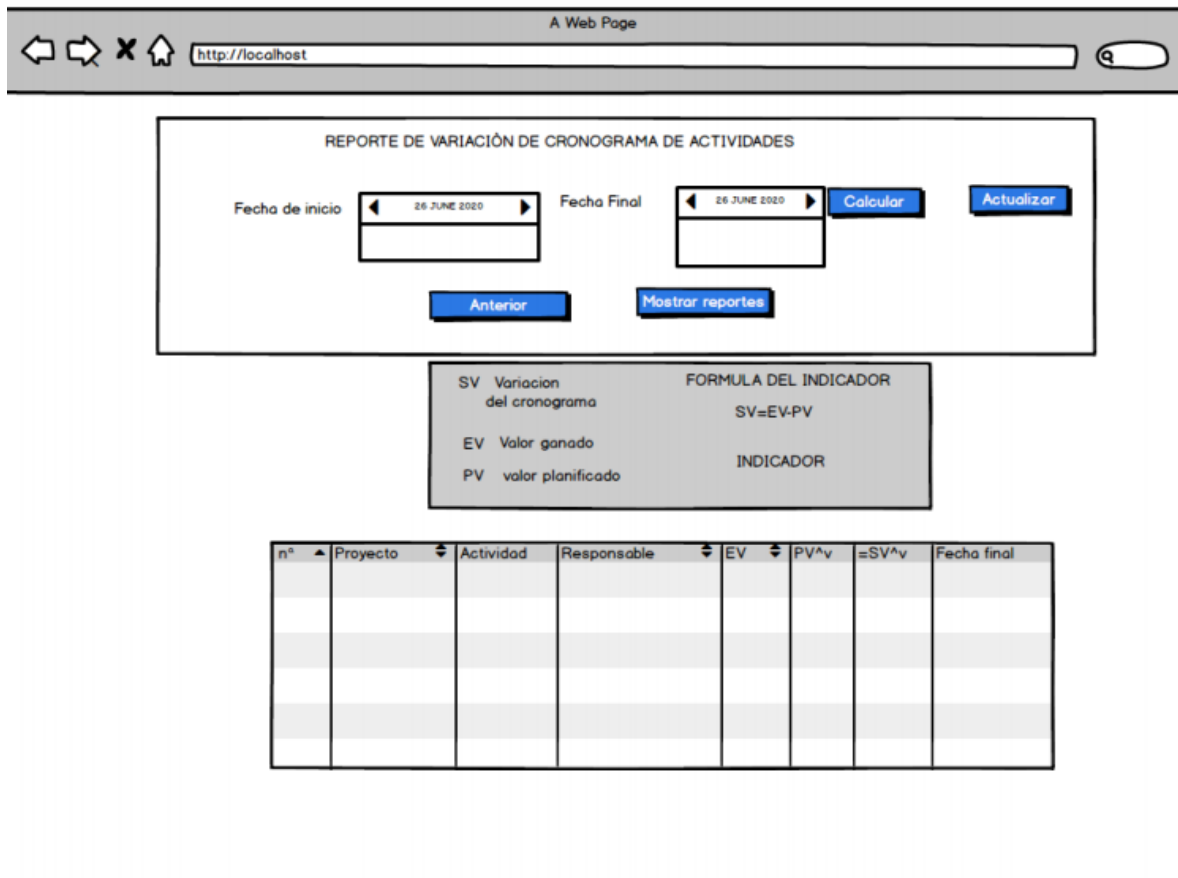 A Web Page
http://localhost
REPORTE DE VARIACIÓN DE CRONOGRAMA DE ACTIVIDADES
Fecha de inicio
26 JUNE 2020
Fecha Final
26 JUNE 2020
Calcular
Actualizar
Anterior
Mostrar reportes
SV Variacion
del cronograma
EV Valor ganado
PV valor planificado
FORMULA DEL INDICADOR
SV=EV-PV
INDICADOR
nº Proyecto Actividad Responsable EV PV^v =SV^v Fecha final